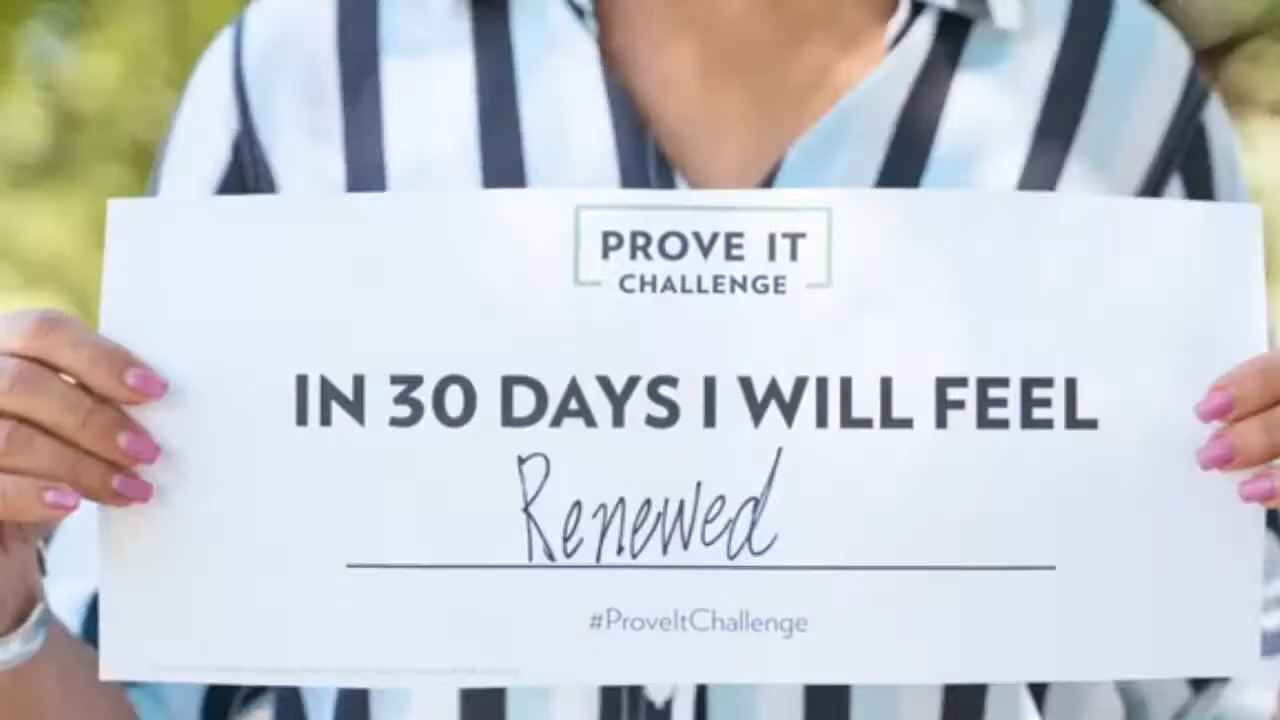 PROVE IT
CHALLENGE
IN 30 DAYS I WILL FEEL
Renewed
#ProveItChallenge